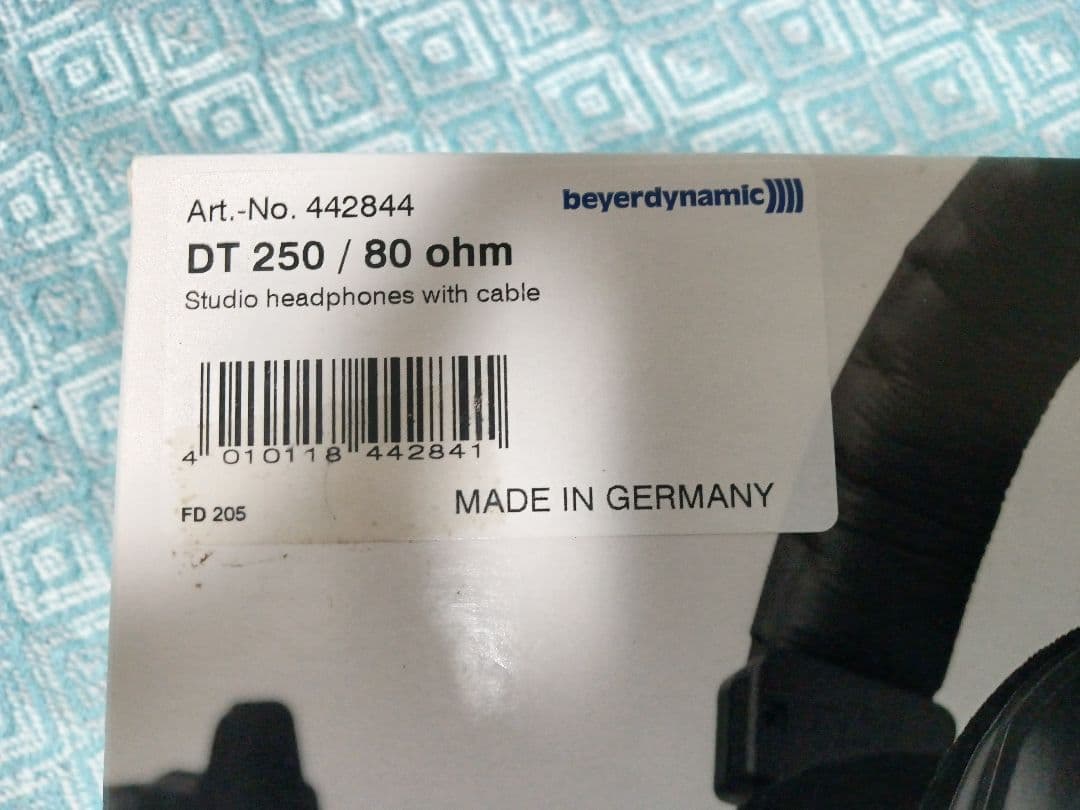 Art.-No. 442844
beyerdynamic))))
DT 250 / 80 ohm
Studio headphones with cable
4 010118 442841
FD 205
MADE IN GERMANY